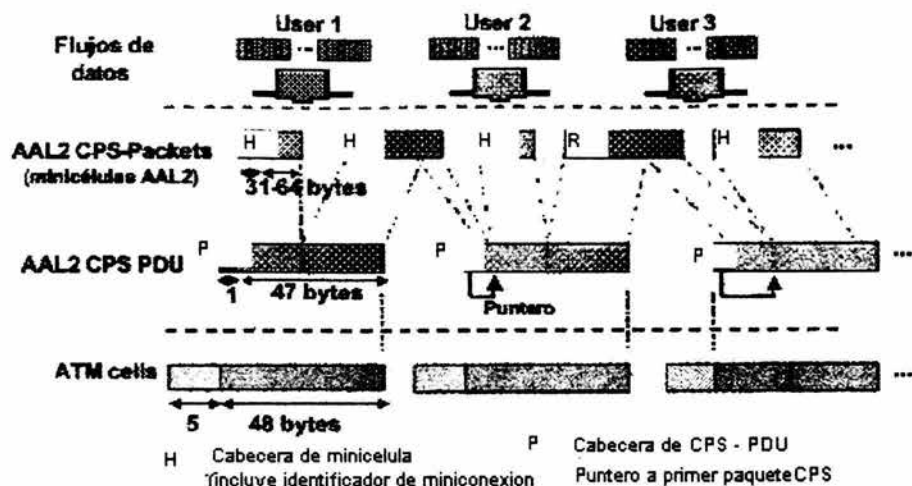 User 1 User 2 User 3
Flujos de
datos
... ... ...
AAL2 CPS-Packets
(minicélulas AAL2)
H H H R H ...
31-64 bytes
AAL2 CPS PDU
P P P ...
1 47 bytes
Puntero
ATM cells
...
5 48 bytes
H Cabecera de minicelula
(incluye identificador de miniconexion
P Cabecera de CPS - PDU
Puntero a primer paquete CPS